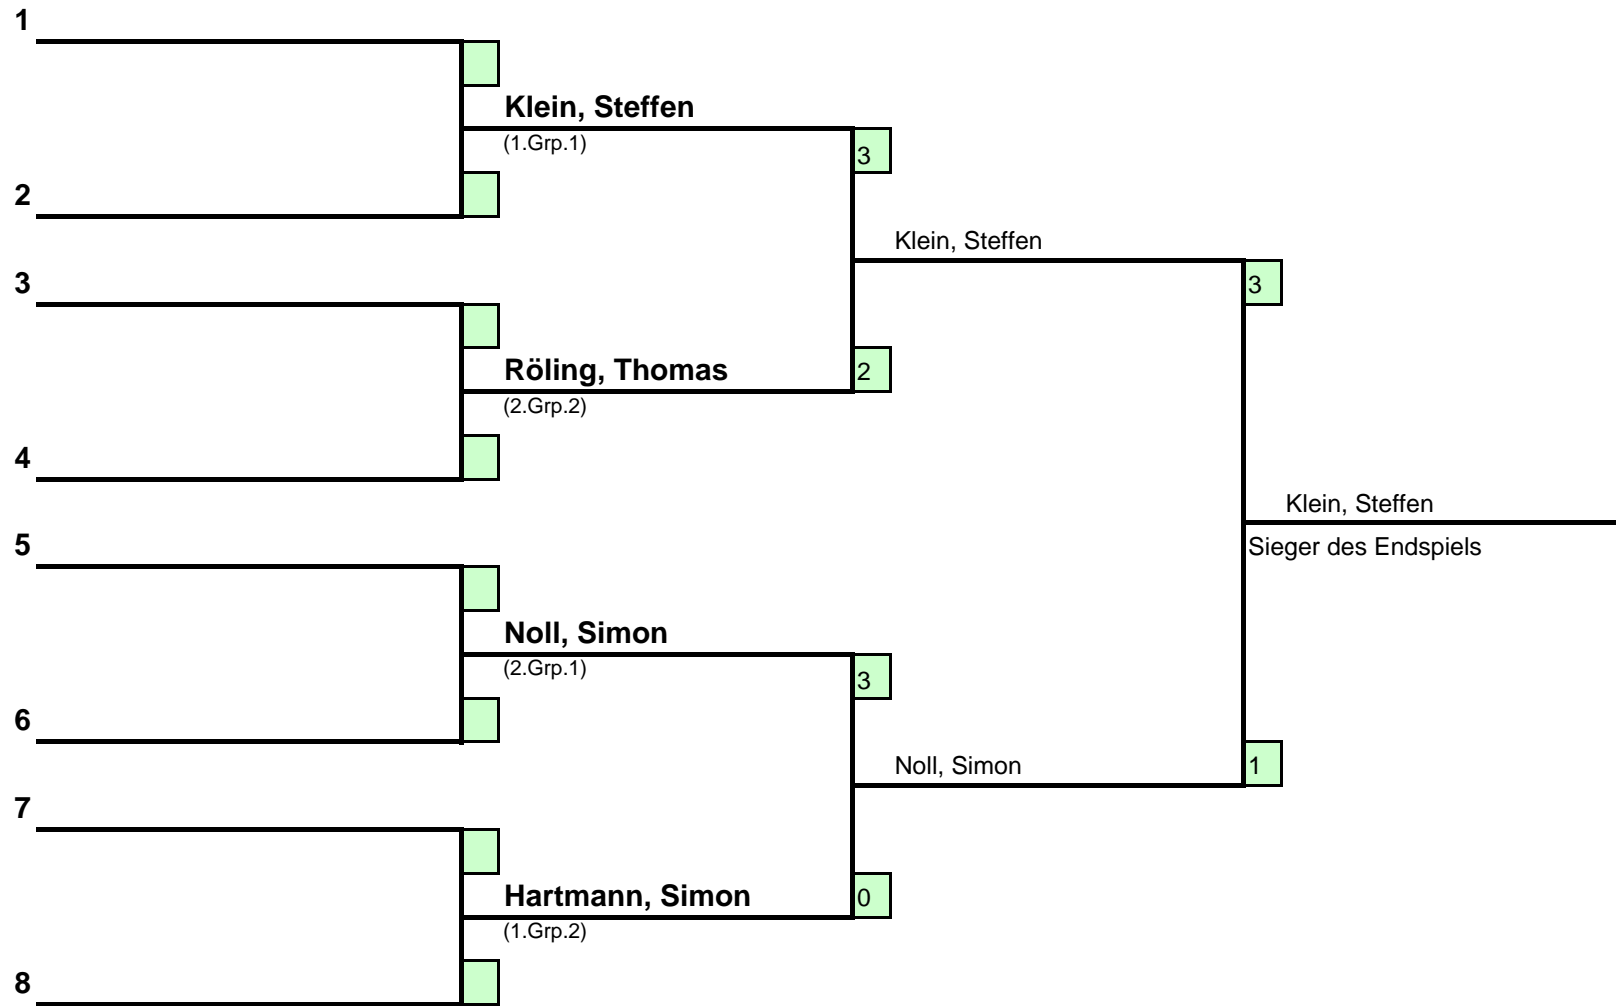 1
Klein, Steffen
(1.Grp.1)
3
2
Klein, Steffen
3
3
Röling, Thomas
2
(2.Grp.2)
4
Klein, Steffen
Sieger des Endspiels
5
Noll, Simon
(2.Grp.1)
3
6
Noll, Simon
1
7
Hartmann, Simon
0
(1.Grp.2)
8